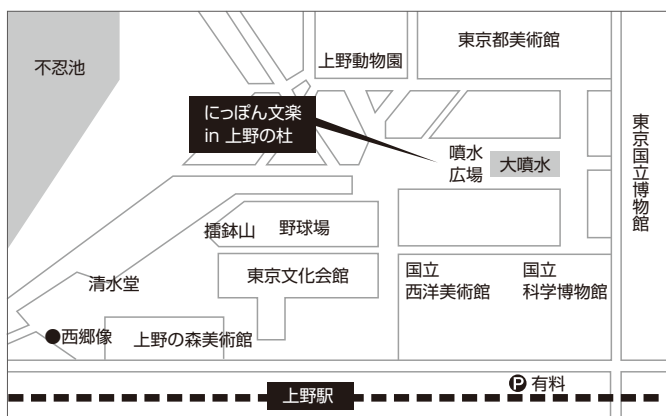 東京都美術館
上野動物園
不忍池
にっぽん文楽
in 上野の杜
噴水
広場
大噴水
東京国立博物館
擂鉢山
野球場
清水堂
東京文化会館
国立
西洋美術館
国立
科学博物館
●西郷像
上野の森美術館
上野駅
P 有料